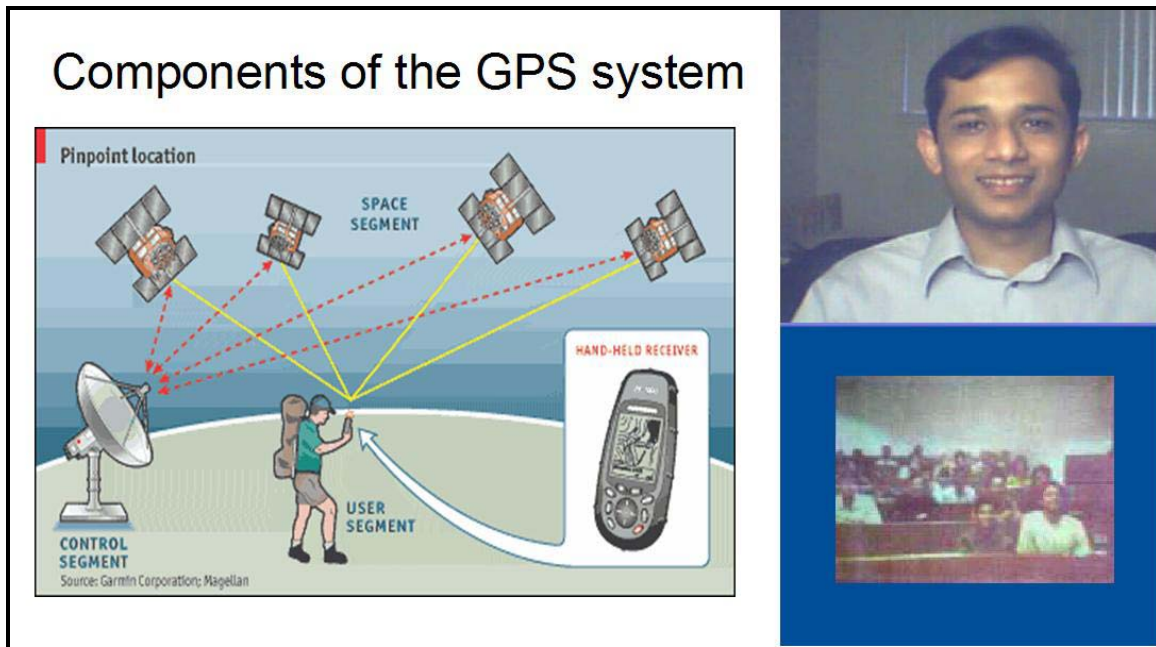 Components of the GPS system
Pinpoint location
SPACE
SEGMENT
HAND-HELD RECEIVER
USER
SEGMENT
CONTROL
SEGMENT
Source: Garmin Corporation; Magellan